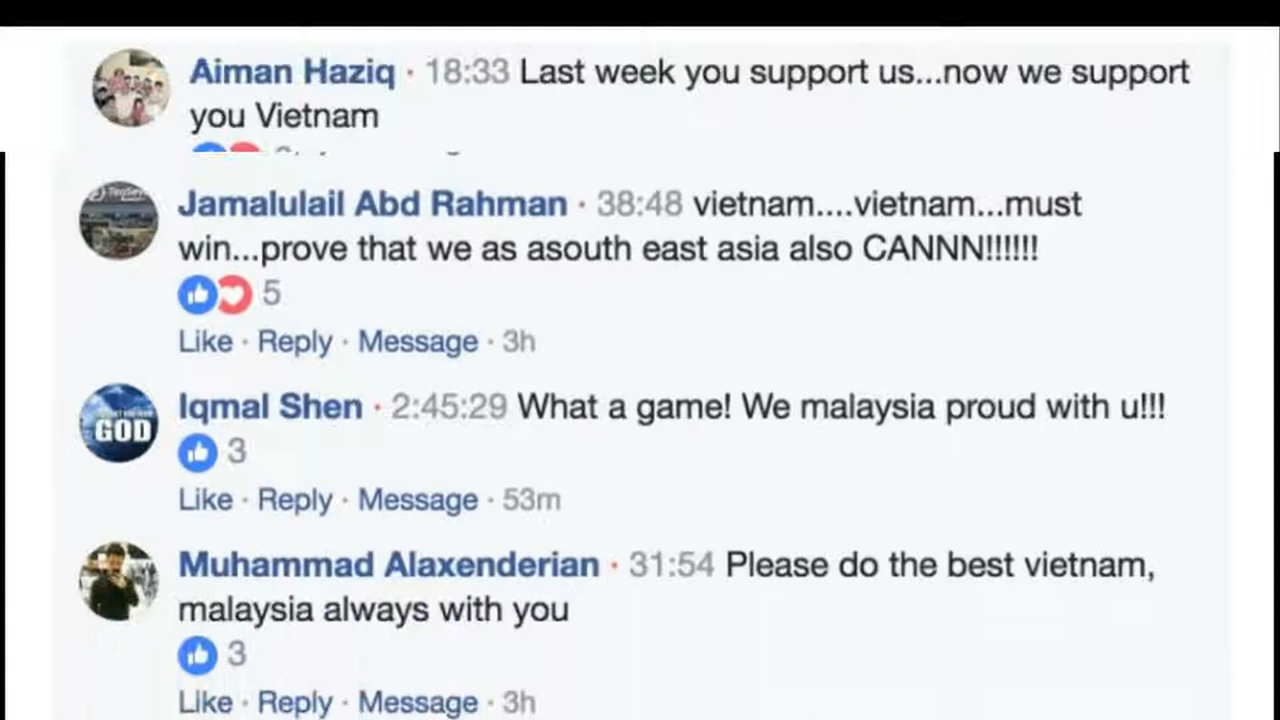 Aiman Haziq · 18:33 Last week you support us...now we support
you Vietnam
Jamalulail Abd Rahman · 38:48 vietnam....vietnam...must
win...prove that we as asouth east asia also CANNN!!!!!!
5
Like · Reply · Message · 3h
Iqmal Shen · 2:45:29 What a game! We malaysia proud with u!!!
GOD
3
Like · Reply · Message · 53m
Muhammad Alaxenderian · 31:54 Please do the best vietnam,
malaysia always with you
3
Like · Reply · Message · 3h